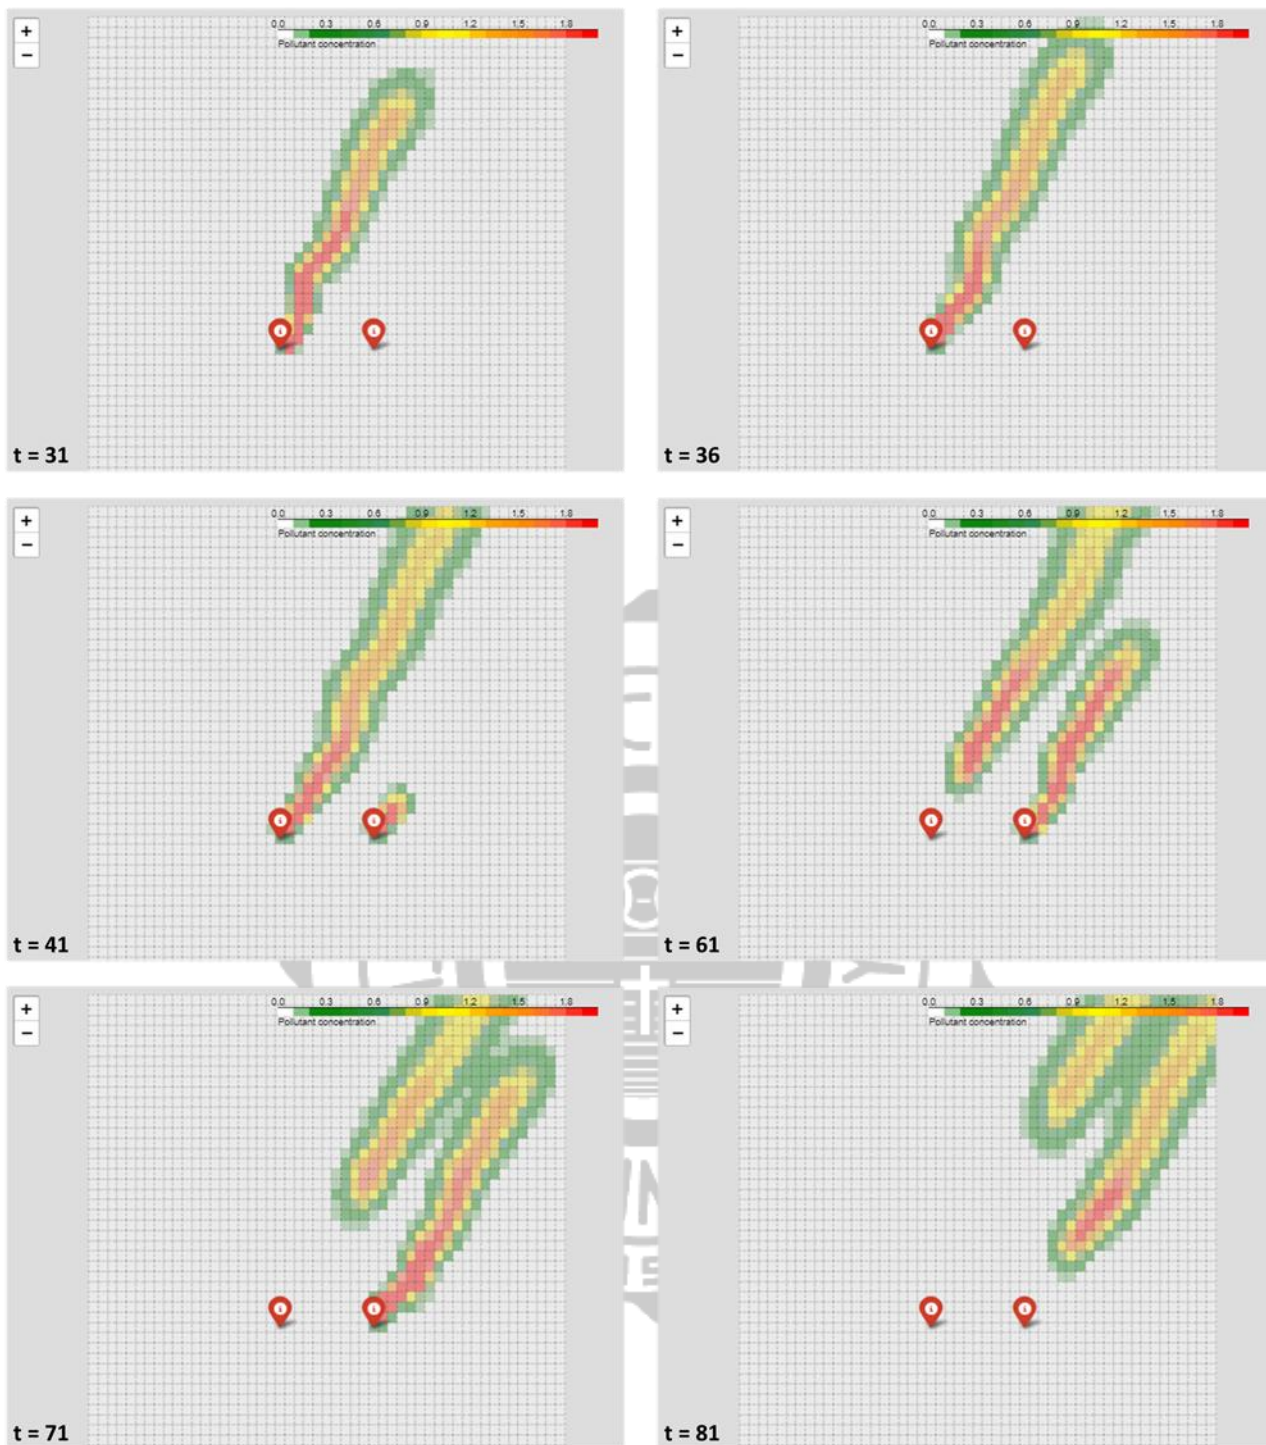 +
−
0.0 0.3 0.6 0.9 1.2 1.5 1.8
Pollutant concentration
t = 31
+
−
0.0 0.3 0.6 0.9 1.2 1.5 1.8
Pollutant concentration
t = 36
+
−
0.0 0.3 0.6 0.9 1.2 1.5 1.8
Pollutant concentration
t = 41
+
−
0.0 0.3 0.6 0.9 1.2 1.5 1.8
Pollutant concentration
t = 61
+
−
0.0 0.3 0.6 0.9 1.2 1.5 1.8
Pollutant concentration
t = 71
+
−
0.0 0.3 0.6 0.9 1.2 1.5 1.8
Pollutant concentration
t = 81